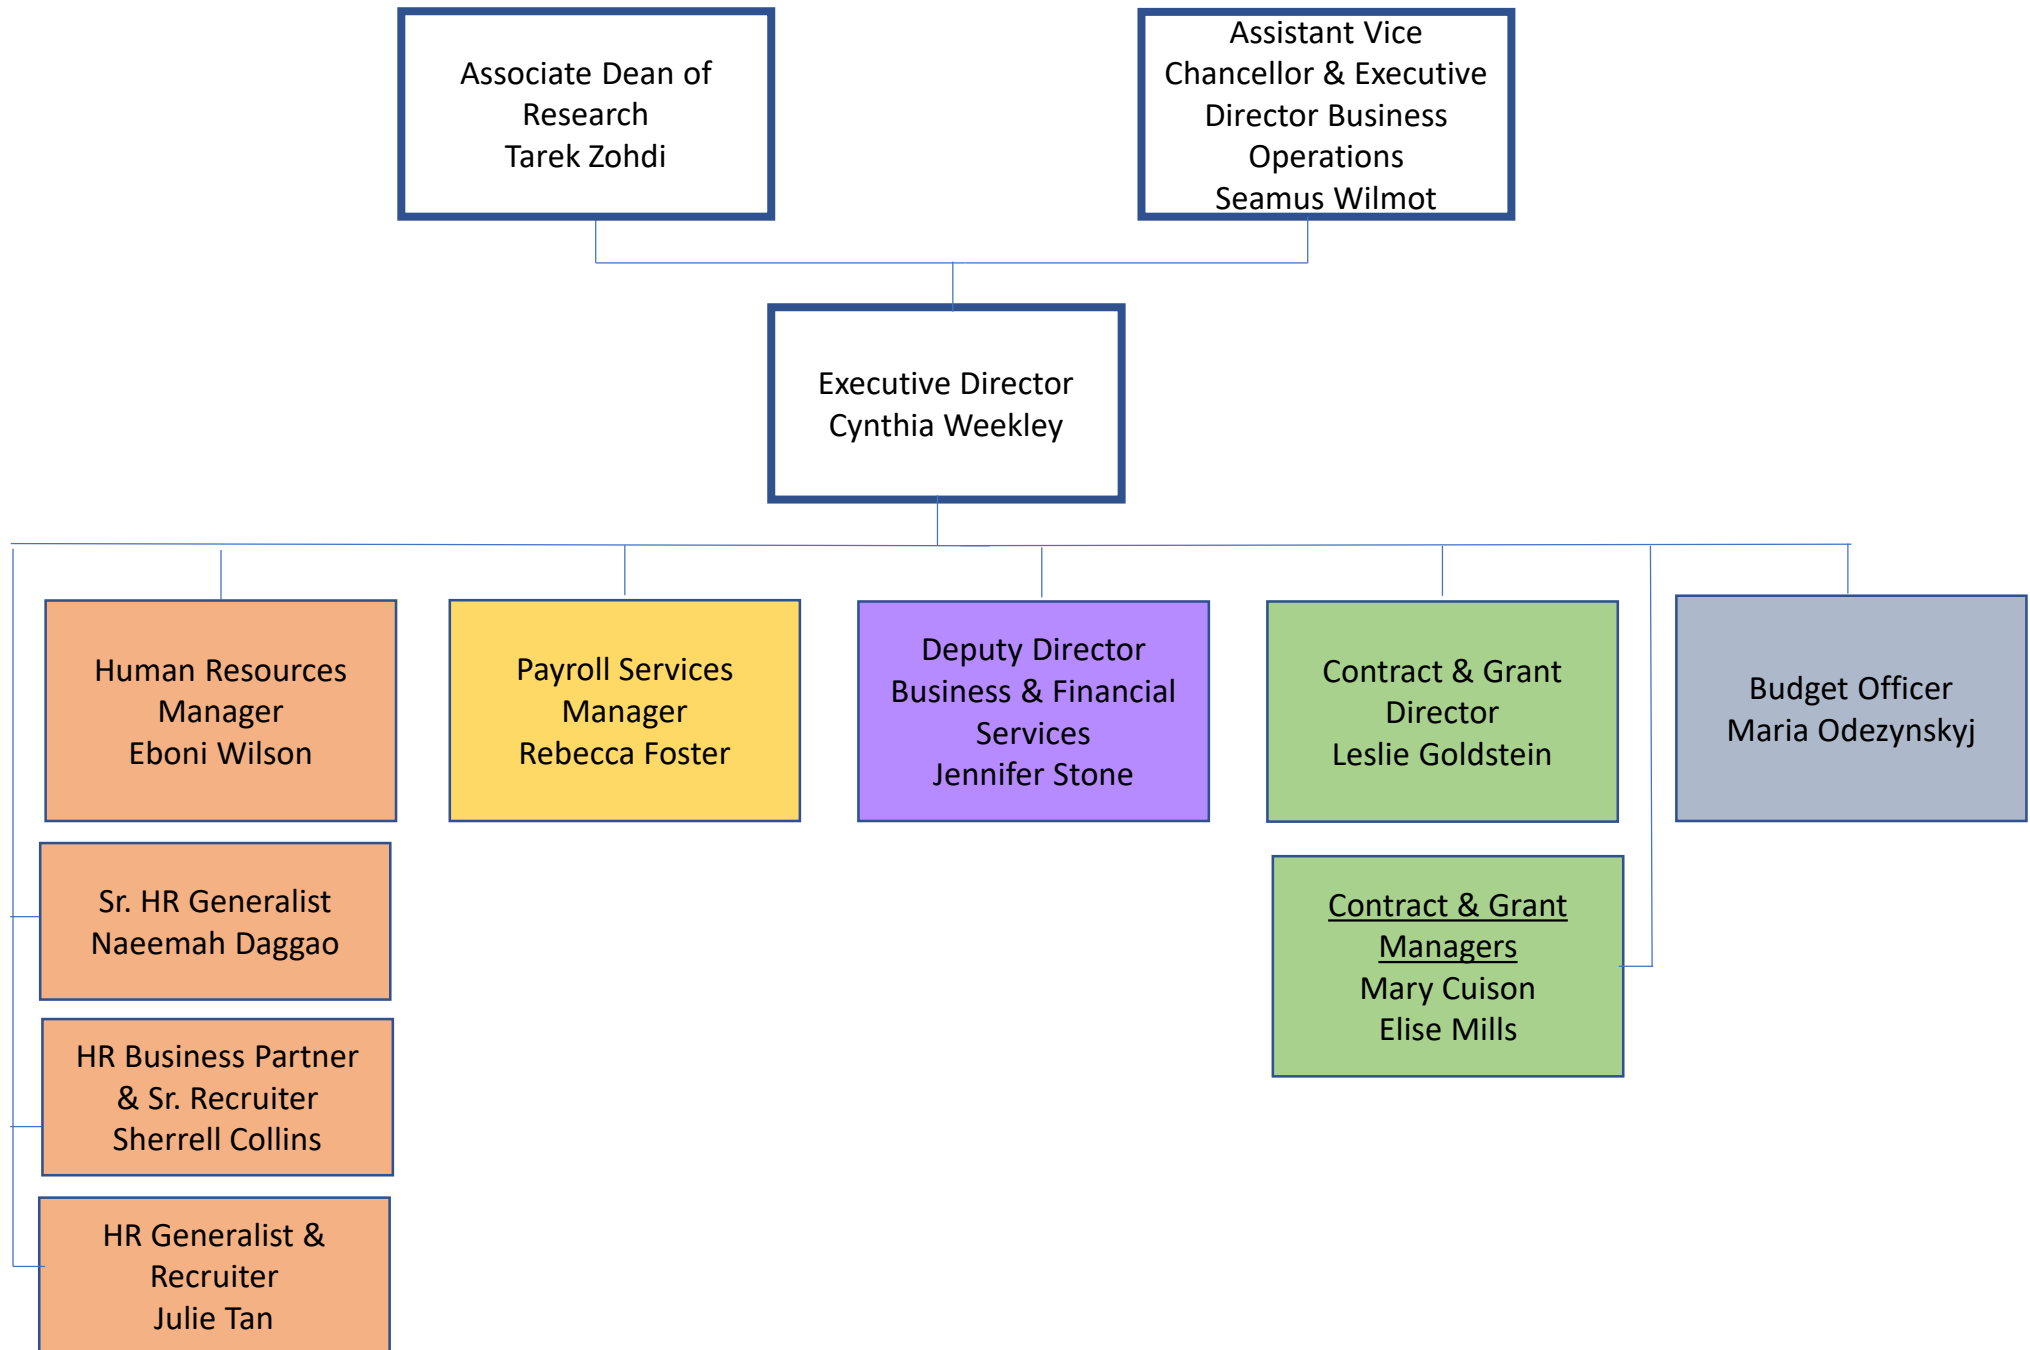 Associate Dean of
Research
Tarek Zohdi
Assistant Vice
Chancellor & Executive
Director Business
Operations
Seamus Wilmot
Executive Director
Cynthia Weekley
Human Resources
Manager
Eboni Wilson
Payroll Services
Manager
Rebecca Foster
Deputy Director
Business & Financial
Services
Jennifer Stone
Contract & Grant
Director
Leslie Goldstein
Budget Officer
Maria Odezynskyj
Sr. HR Generalist
Naeemah Daggao
Contract & Grant
Managers
Mary Cuison
Elise Mills
HR Business Partner
& Sr. Recruiter
Sherrell Collins
HR Generalist &
Recruiter
Julie Tan